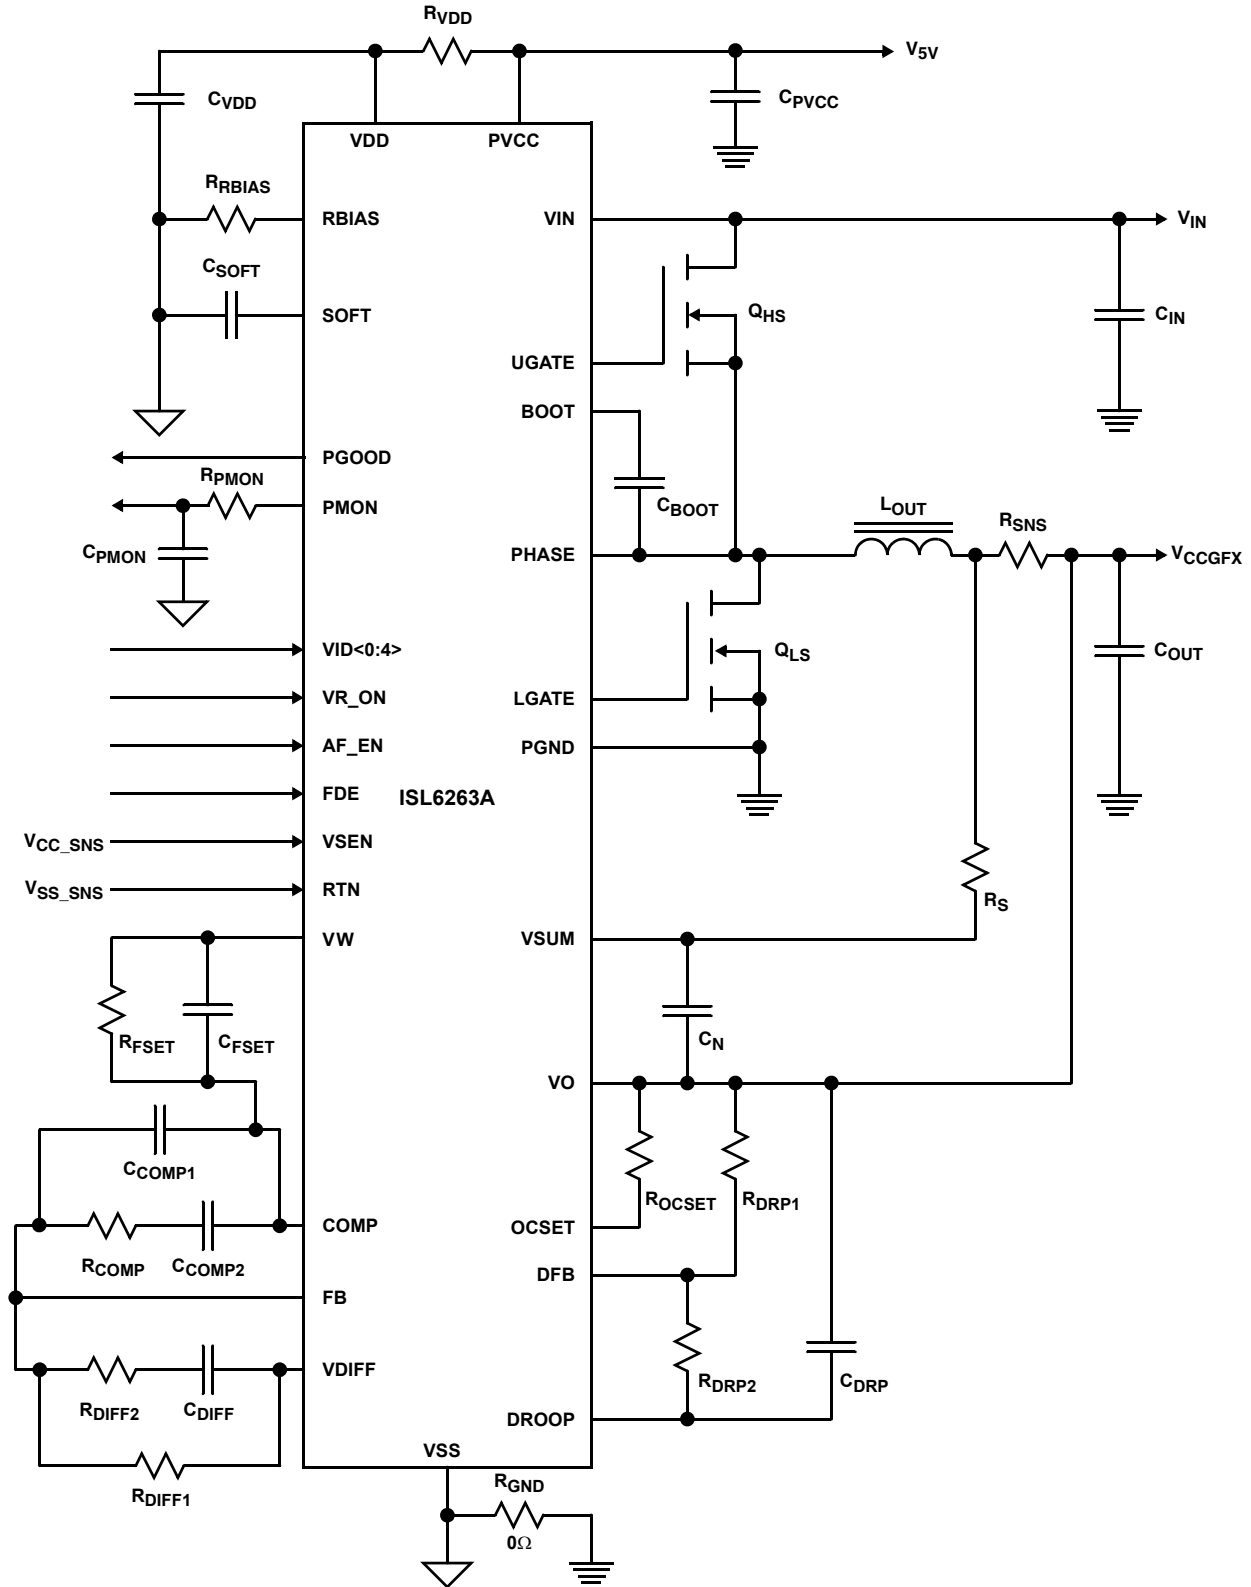 RVDD
V5V
CVDD
CPVCC
VDD
PVCC
RRBIAS
RBIAS
VIN
VIN
CSOFT
SOFT
QHS
CIN
UGATE
BOOT
PGOOD
RPMON
PMON
CBOOT
LOUT
RSNS
CPMON
PHASE
VCCGFX
VID<0:4>
QLS
COUT
VR_ON
LGATE
AF_EN
PGND
FDE
ISL6263A
VCC_SNS
VSEN
VSS_SNS
RTN
RS
VW
VSUM
RFSET
CFSET
CN
VO
CCOMP1
ROCSET
RDRP1
COMP
OCSET
RCOMP
CCOMP2
DFB
FB
VDIFF
RDIFF2
CDIFF
RDRP2
CDRP
DROOP
VSS
RDIFF1
RGND
0Ω